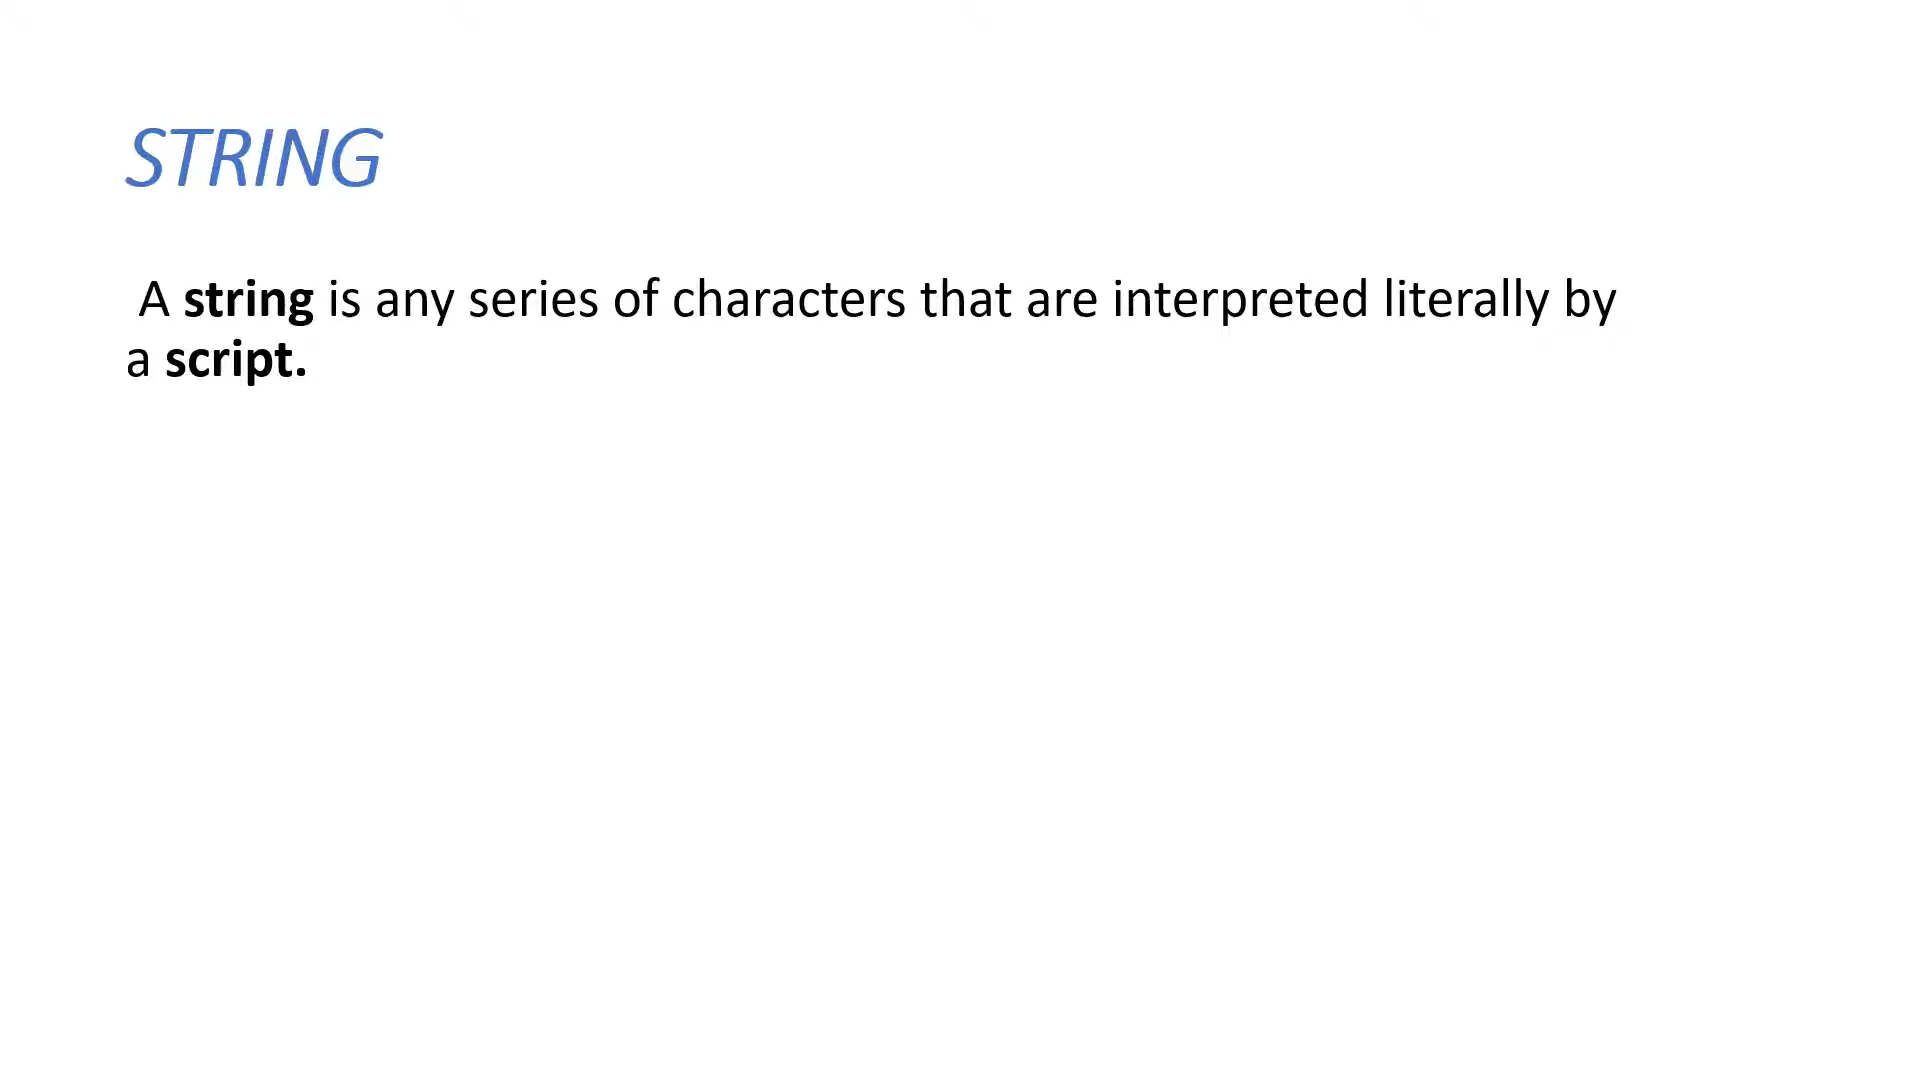 STRING
A string is any series of characters that are interpreted literally by
a script.